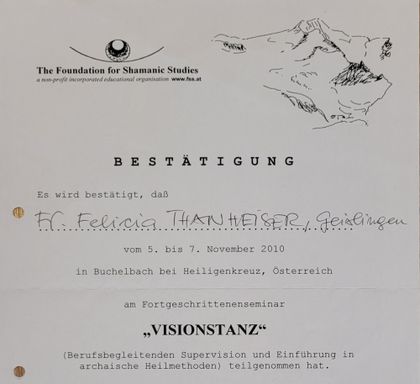 The Foundation for Shamanic Studies
a non-profit incorporated educational organisation www.fss.at
BESTÄTIGUNG
Es wird bestätigt, daß
Fr. Felicia THANHEISER, Geislingen
vom 5. bis 7. November 2010
in Buchelbach bei Heiligenkreuz, Österreich
am Fortgeschrittenenseminar
„VISIONSTANZ“
(Berufsbegleitenden Supervision und Einführung in
archaische Heilmethoden) teilgenommen hat.